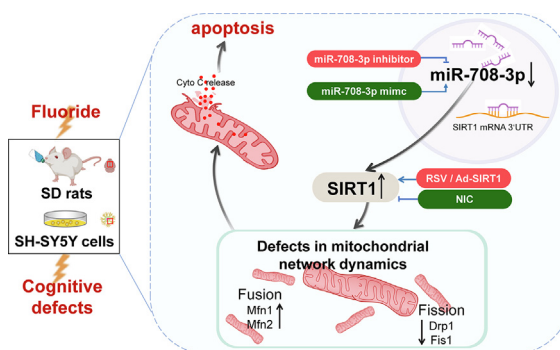 apoptosis
Cyto C release
miR-708-3p inhibitor
miR-708-3p mimc
miR-708-3p
SIRT1 mRNA 3'UTR
Fluoride
SD rats
SH-SY5Y cells
Cognitive
defects
SIRT1
RSV / Ad-SIRT1
NIC
Defects in mitochondrial
network dynamics
Fusion
Mfn1
Mfn2
Fission
Drp1
Fis1